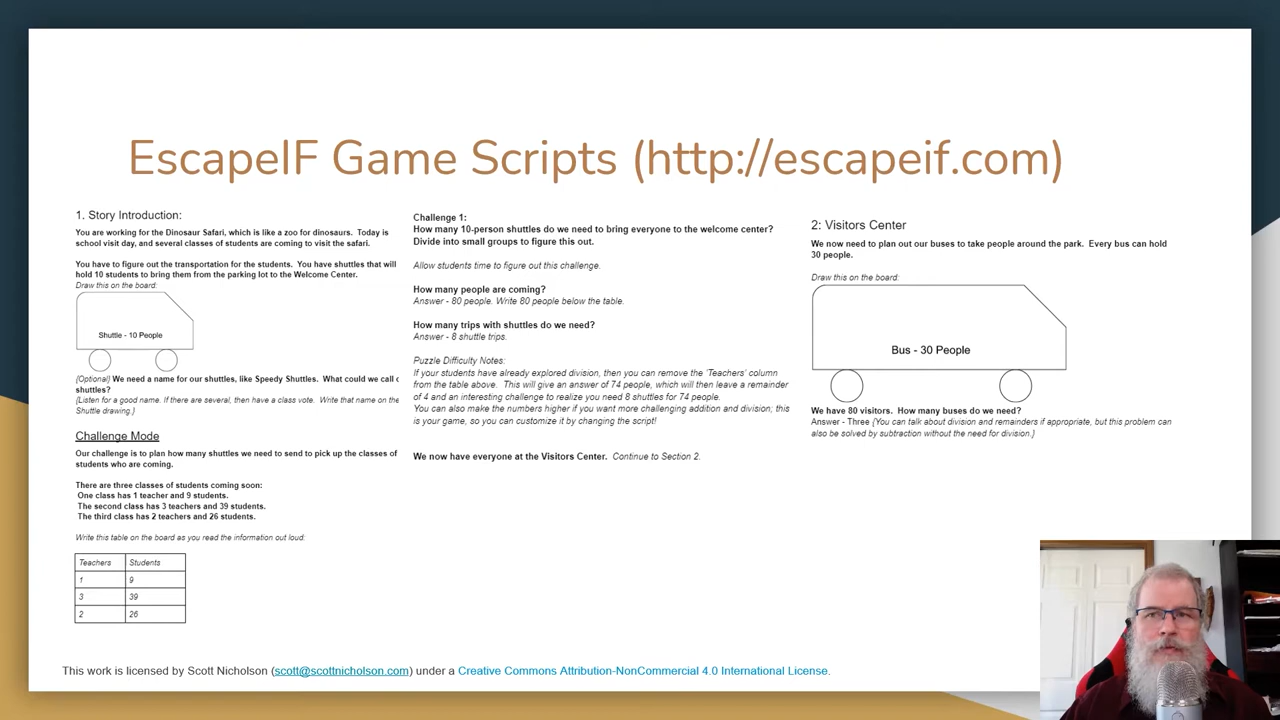 EscapeIF Game Scripts (http://escapeif.com)
1. Story Introduction:
You are working for the Dinosaur Safari, which is like a zoo for dinosaurs. Today is
school visit day, and several classes of students are coming to visit the safari.
You have to figure out the transportation for the students. You have shuttles that will
hold 10 students to bring them from the parking lot to the Welcome Center.
Draw this on the board:
Shuttle - 10 People
{Optional} We need a name for our shuttles, like Speedy Shuttles. What could we call
shuttles?
{Listen for a good name. If there are several, then have a class vote. Write that name on the
Shuttle drawing.}
Challenge Mode
Our challenge is to plan how many shuttles we need to send to pick up the classes of
students who are coming.
There are three classes of students coming soon:
One class has 1 teacher and 9 students.
The second class has 3 teachers and 39 students.
The third class has 2 teachers and 26 students.
Write this table on the board as you read the information out loud:
Teachers Students
1 9
3 39
2 26
Challenge 1:
How many 10-person shuttles do we need to bring everyone to the welcome center?
Divide into small groups to figure this out.
Allow students time to figure out this challenge.
How many people are coming?
Answer - 80 people. Write 80 people below the table.
How many trips with shuttles do we need?
Answer - 8 shuttle trips.
Puzzle Difficulty Notes:
If your students have already explored division, then you can remove the 'Teachers' column
from the table above. This will give an answer of 74 people, which will then leave a remainder
of 4 and an interesting challenge to realize you need 8 shuttles for 74 people.
You can also make the numbers higher if you want more challenging addition and division; this
is your game, so you can customize it by changing the script!
We now have everyone at the Visitors Center. Continue to Section 2.
2: Visitors Center
We now need to plan out our buses to take people around the park. Every bus can hold
30 people.
Draw this on the board:
Bus - 30 People
We have 80 visitors. How many buses do we need?
Answer - Three {You can talk about division and remainders if appropriate, but this problem can
also be solved by subtraction without the need for division.}
This work is licensed by Scott Nicholson (scott@scottnicholson.com) under a Creative Commons Attribution-NonCommercial 4.0 International License.